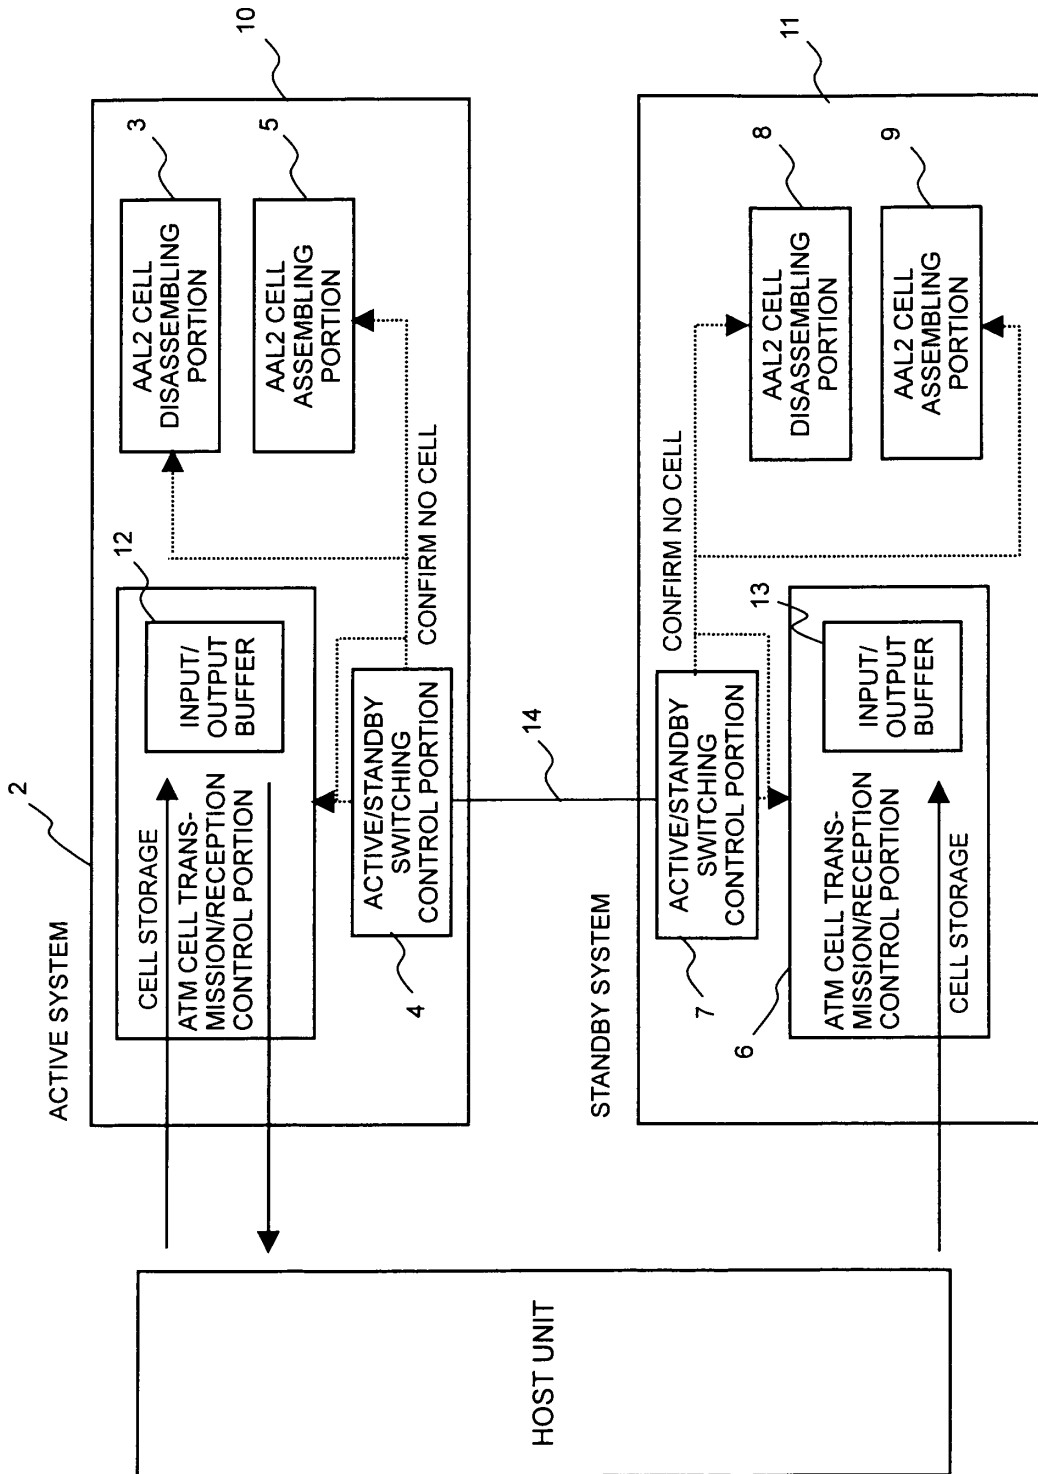 ACTIVE SYSTEM
2
CELL STORAGE
ATM CELL TRANS-
MISSION/RECEPTION
CONTROL PORTION
INPUT/
OUTPUT
BUFFER
12
AAL2 CELL
DISASSEMBLING
PORTION
3
AAL2 CELL
ASSEMBLING
PORTION
5
10
ACTIVE/STANDBY
SWITCHING
CONTROL PORTION
4
CONFIRM NO CELL
14
HOST UNIT
STANDBY SYSTEM
ACTIVE/STANDBY
SWITCHING
CONTROL PORTION
7
CONFIRM NO CELL
6
ATM CELL TRANS-
MISSION/RECEPTION
CONTROL PORTION
CELL STORAGE
INPUT/
OUTPUT
BUFFER
13
AAL2 CELL
DISASSEMBLING
PORTION
8
AAL2 CELL
ASSEMBLING
PORTION
9
11